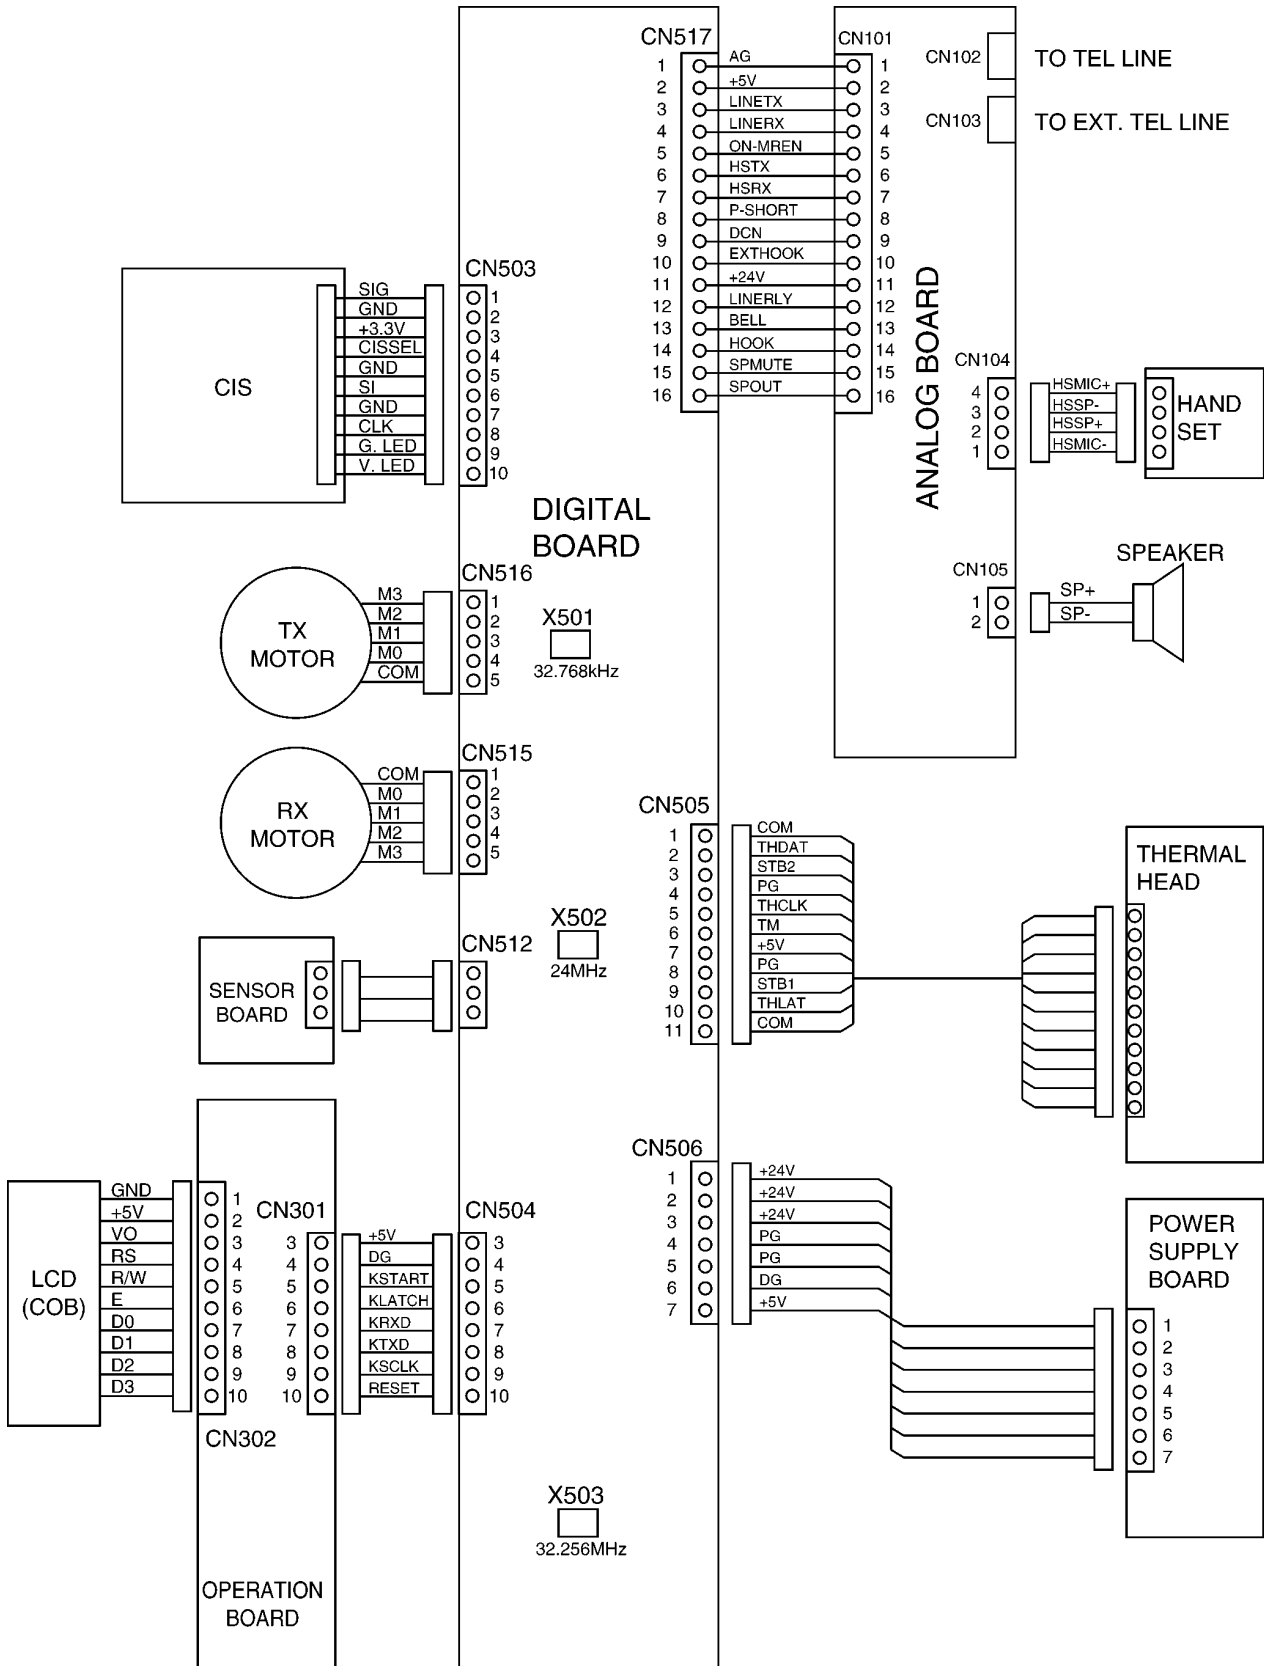 CN517
1
2
3
4
5
6
7
8
9
10
11
12
13
14
15
16
AG
+5V
LINETX
LINERX
ON-MREN
HSTX
HSRX
P-SHORT
DCN
EXTHOOK
+24V
LINERLY
BELL
HOOK
SPMUTE
SPOUT
CN101
1
2
3
4
5
6
7
8
9
10
11
12
13
14
15
16
CN102
TO TEL LINE
CN103
TO EXT. TEL LINE
ANALOG BOARD
CN104
4
3
2
1
HSMIC+
HSSP-
HSSP+
HSMIC-
HAND
SET
CN105
1
2
SP+
SP-
SPEAKER
CIS
SIG
GND
+3.3V
CISSEL
GND
SI
GND
CLK
G. LED
V. LED
CN503
1
2
3
4
5
6
7
8
9
10
DIGITAL
BOARD
TX
MOTOR
M3
M2
M1
M0
COM
CN516
1
2
3
4
5
X501
32.768kHz
RX
MOTOR
COM
M0
M1
M2
M3
CN515
1
2
3
4
5
X502
24MHz
SENSOR
BOARD
CN512
CN505
1
2
3
4
5
6
7
8
9
10
11
COM
THDAT
STB2
PG
THCLK
TM
+5V
PG
STB1
THLAT
COM
THERMAL
HEAD
CN506
1
2
3
4
5
6
7
+24V
+24V
+24V
PG
PG
DG
+5V
POWER
SUPPLY
BOARD
1
2
3
4
5
6
7
LCD
(COB)
GND
+5V
VO
RS
R/W
E
D0
D1
D2
D3
1
2
3
4
5
6
7
8
9
10
CN302
CN301
3
4
5
6
7
8
9
10
+5V
DG
KSTART
KLATCH
KRXD
KTXD
KSCLK
RESET
CN504
3
4
5
6
7
8
9
10
X503
32.256MHz
OPERATION
BOARD